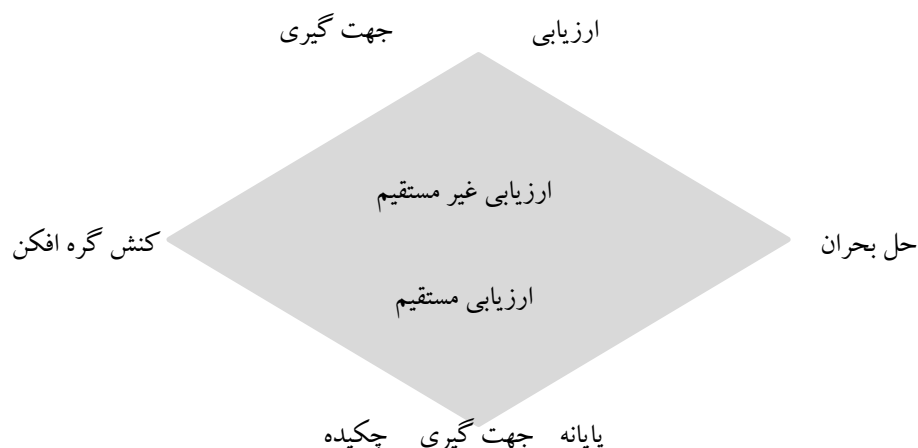 ارزیابی جهت گیری
ارزیابی غیر مستقیم
حل بحران کنش گره افکن
ارزیابی مستقیم
پایانه جهت گیری چکیده